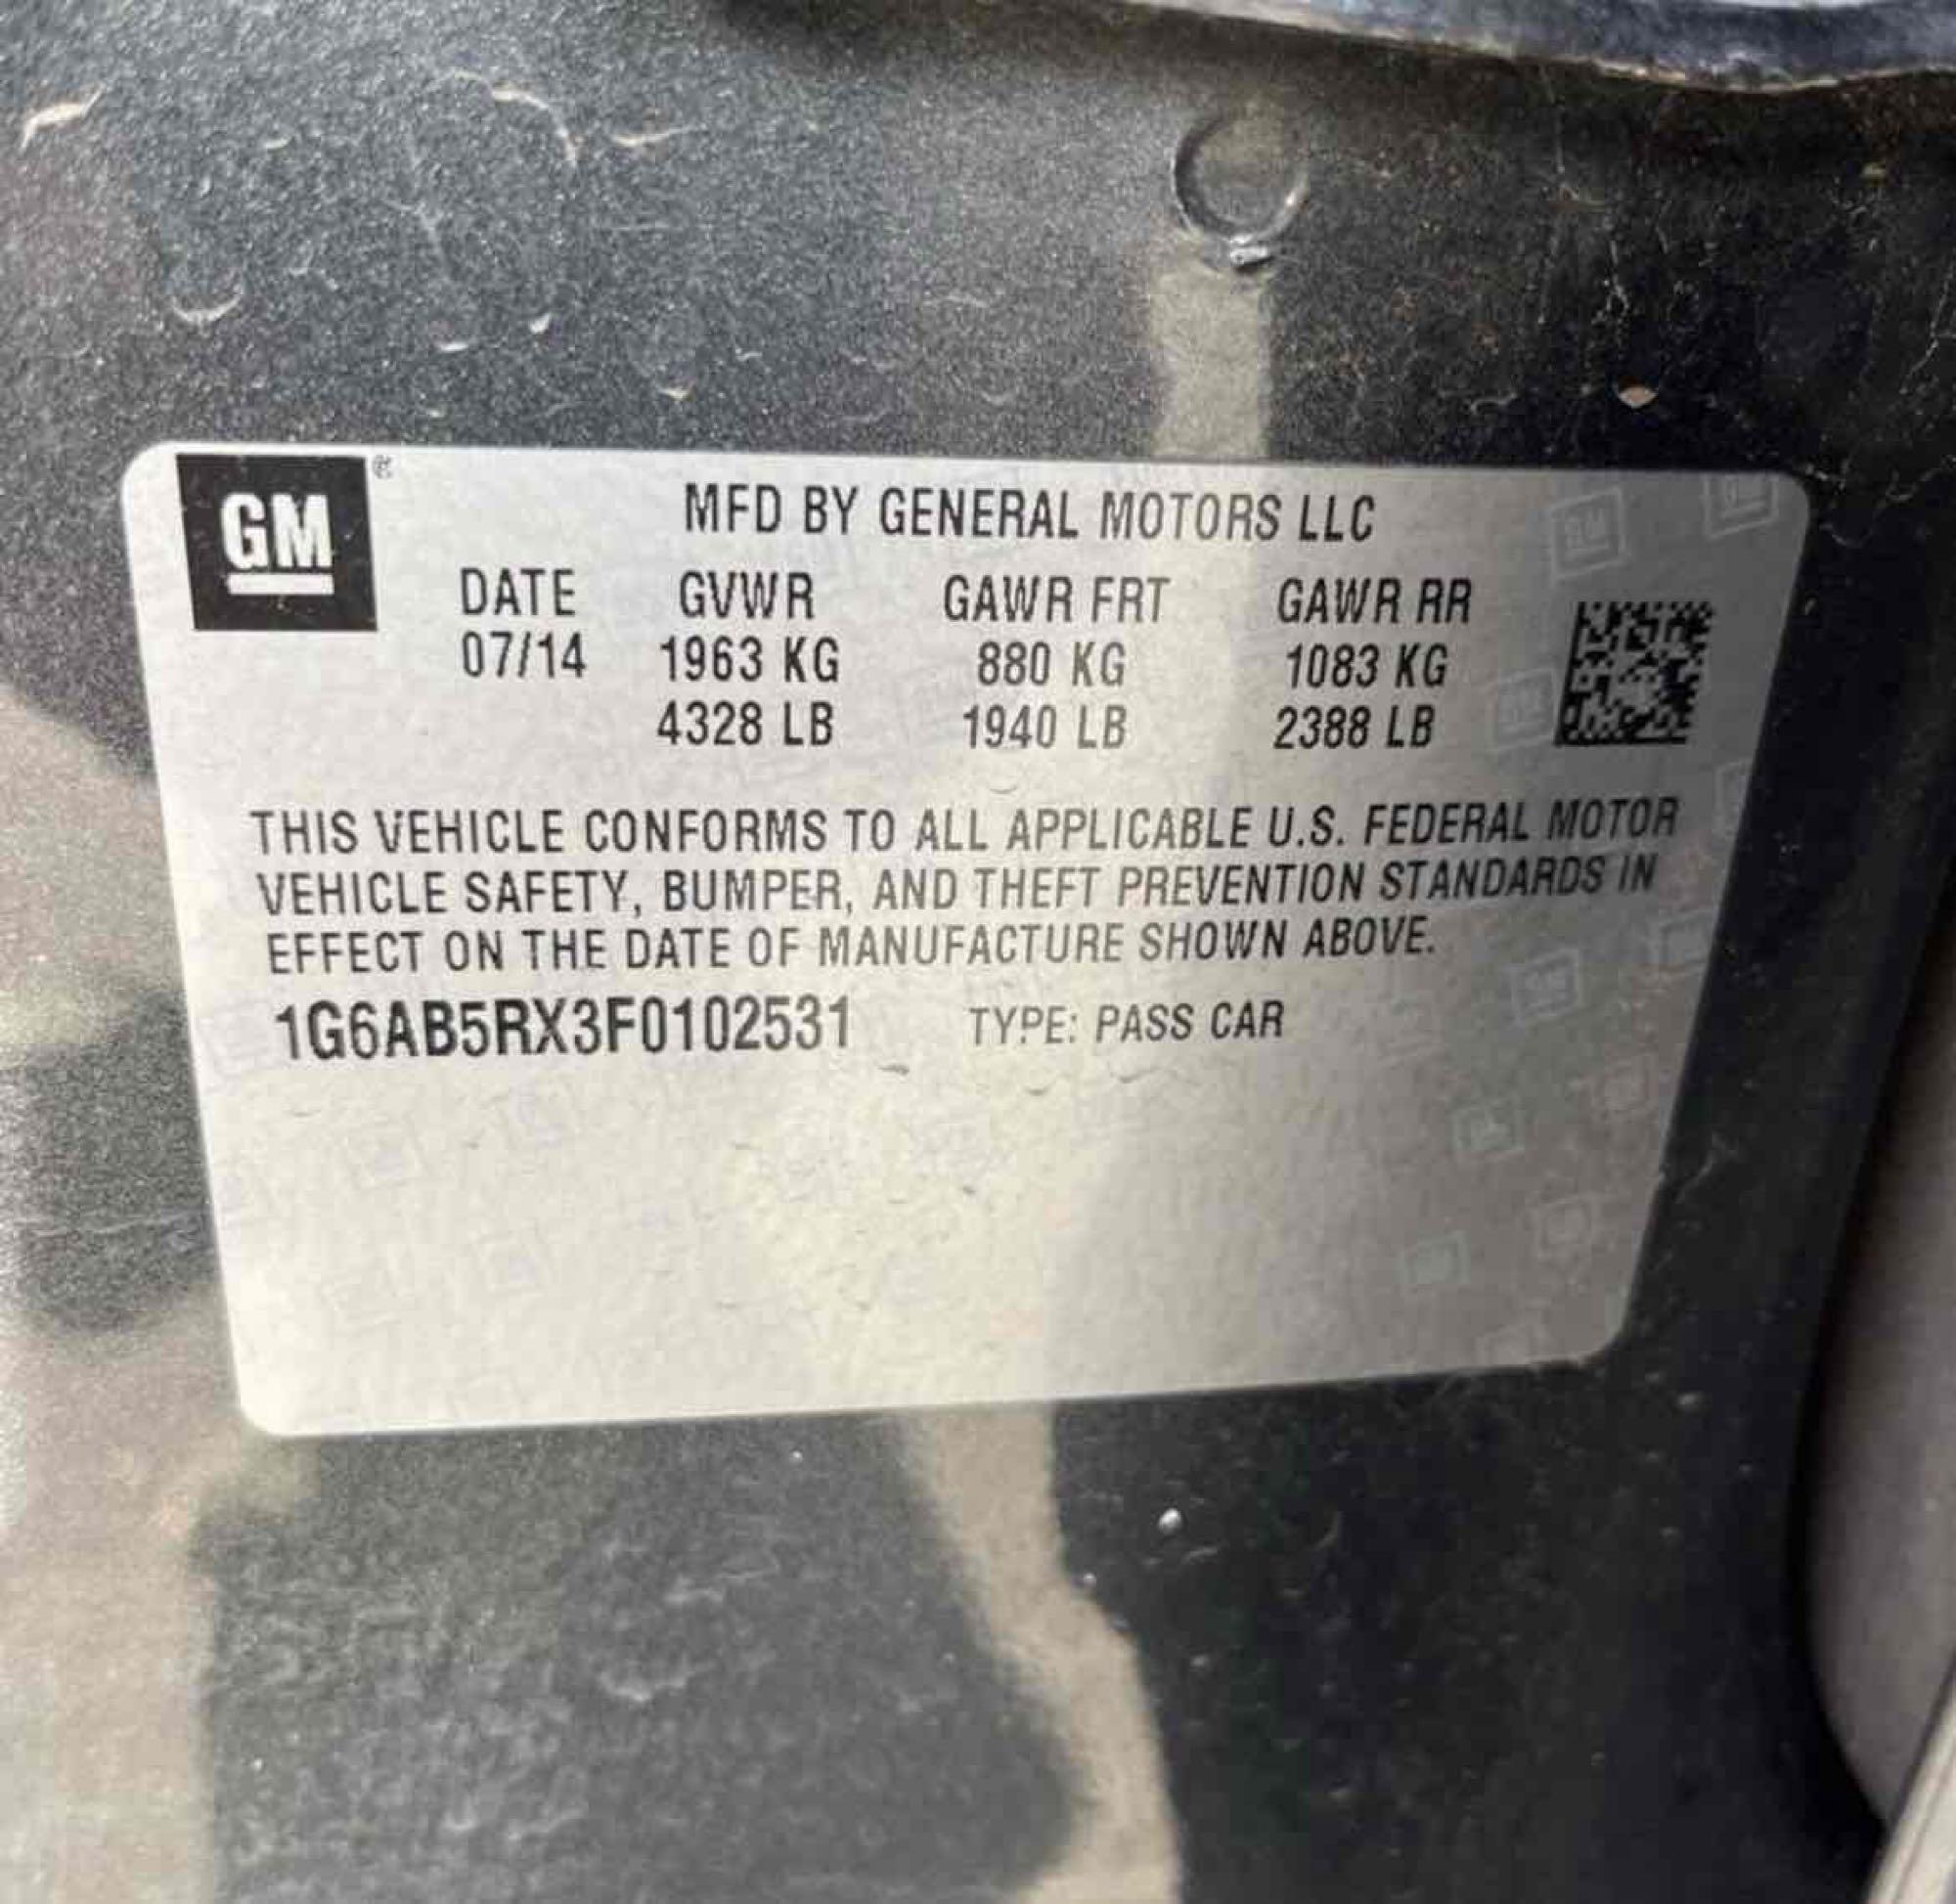 GM®
MFD BY GENERAL MOTORS LLC
DATE GVWR GAWR FRT GAWR RR
07/14 1963 KG 880 KG 1083 KG
4328 LB 1940 LB 2388 LB
THIS VEHICLE CONFORMS TO ALL APPLICABLE U.S. FEDERAL MOTOR
VEHICLE SAFETY, BUMPER, AND THEFT PREVENTION STANDARDS IN
EFFECT ON THE DATE OF MANUFACTURE SHOWN ABOVE.
1G6AB5RX3F0102531 TYPE: PASS CAR